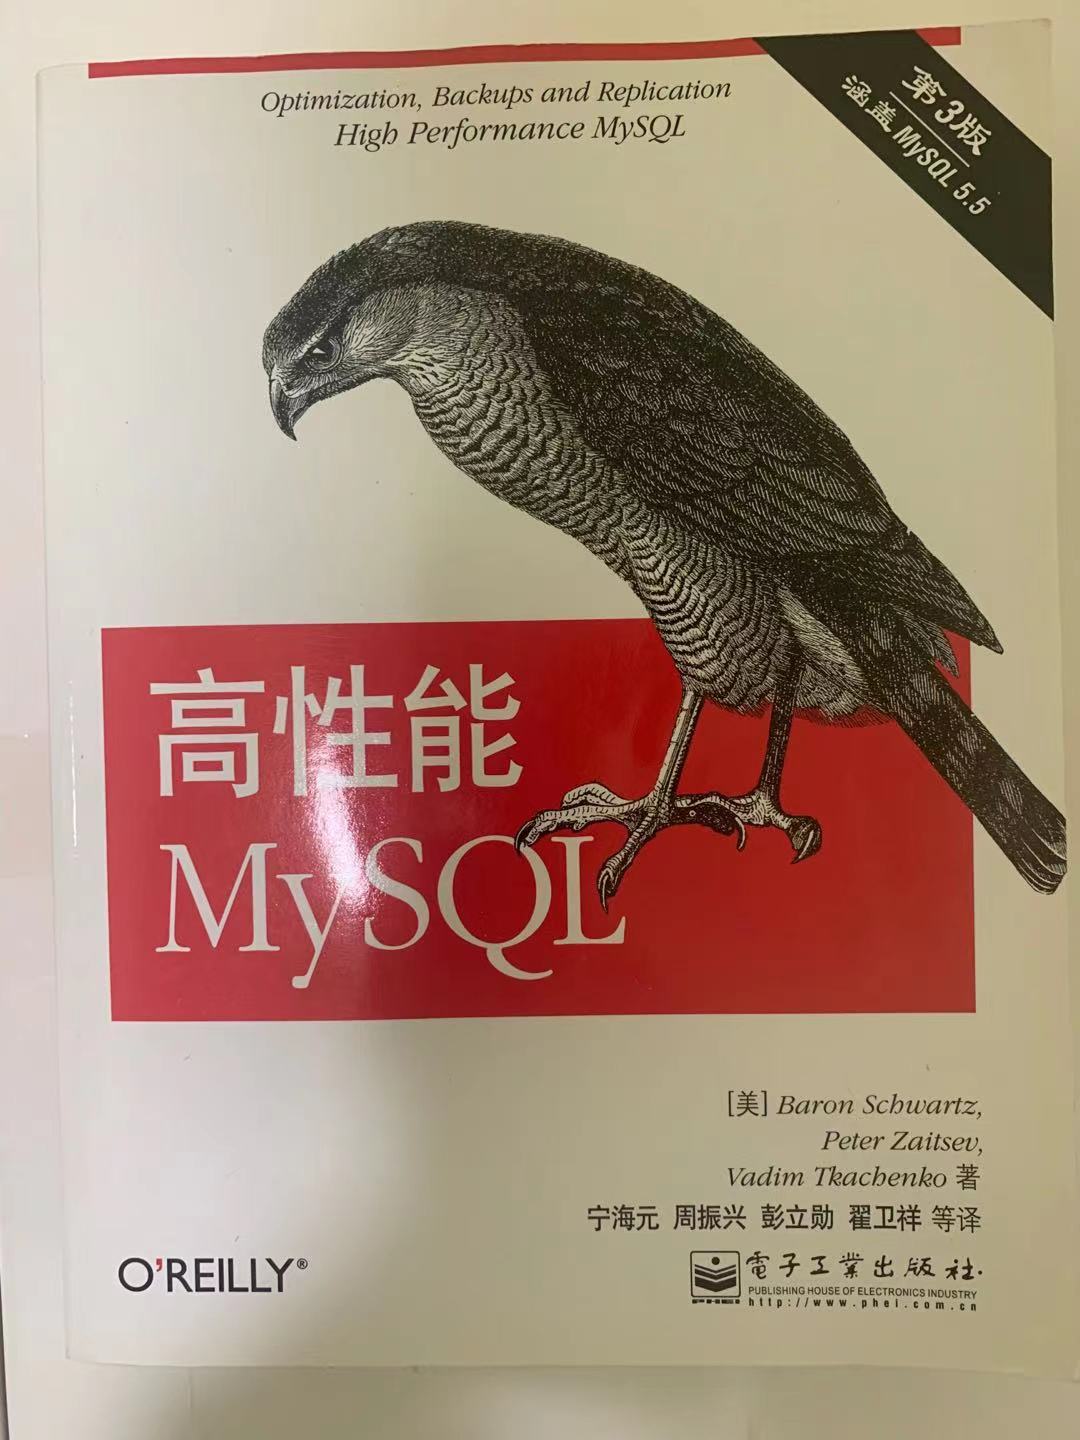 Optimization, Backups and Replication
High Performance MySQL
第3版
涵盖 MySQL 5.5
高性能
MySQL
[美] Baron Schwartz,
Peter Zaitsev,
Vadim Tkachenko 著
宁海元 周振兴 彭立勋 翟卫祥 等译
O'REILLY®
電子工業出版社·
PUBLISHING HOUSE OF ELECTRONICS INDUSTRY
http://www.phei.com.cn
PHEI